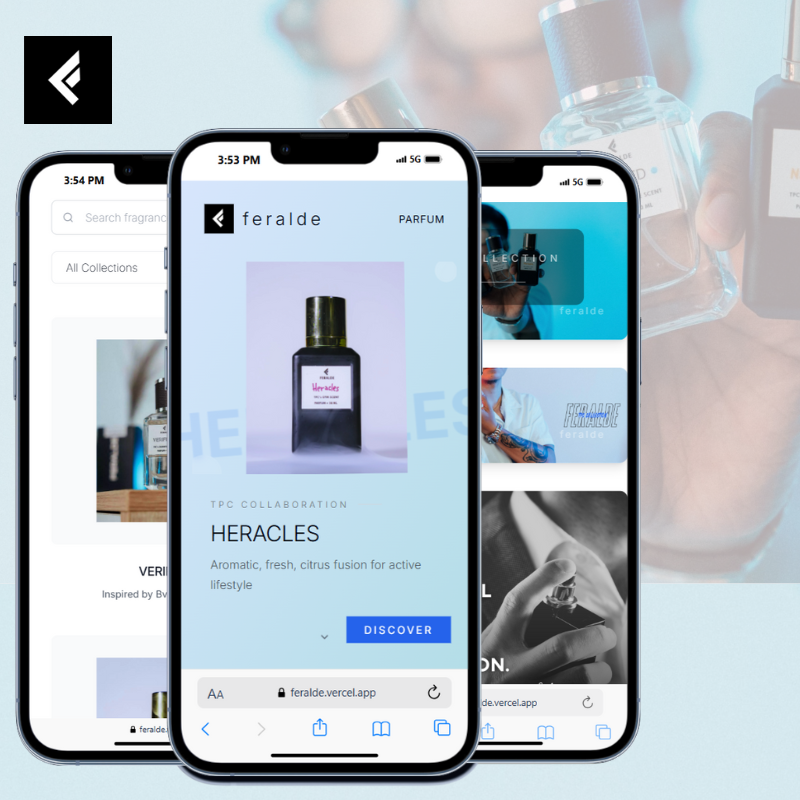 3:54 PM
Search fragranc
All Collections
VERI
Inspired by Bv
feralde.
3:53 PM
5G
feralde
PARFUM
FERALDE
Heracles
HE LES
TPC COLLABORATION
HERACLES
Aromatic, fresh, citrus fusion for active
lifestyle
DISCOVER
AA
feralde.vercel.app
5G
LLECTION
feralde
FERALDE
feralde
L
ON.
de.vercel.app